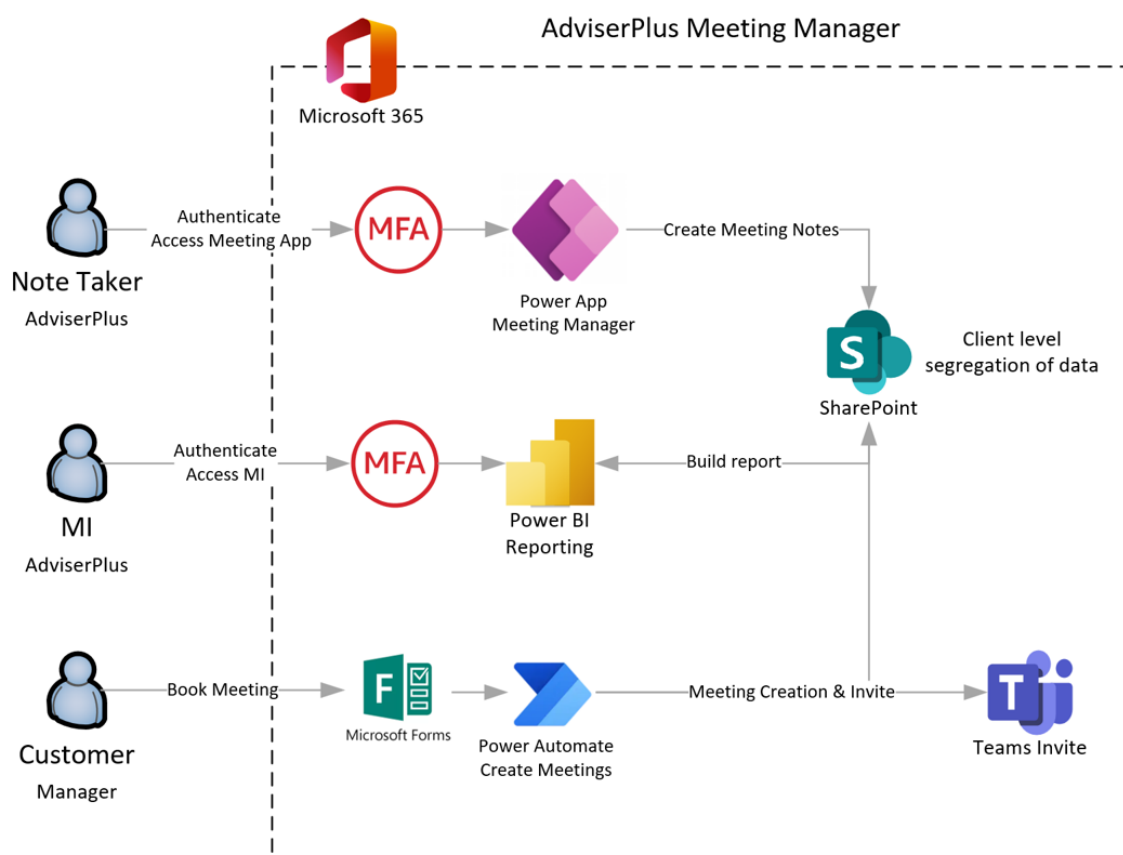 AdviserPlus Meeting Manager
Microsoft 365
Note Taker
AdviserPlus
Authenticate
Access Meeting App
MFA
Power App
Meeting Manager
Create Meeting Notes
S
SharePoint
Client level
segregation of data
MI
AdviserPlus
Authenticate
Access MI
MFA
Power BI
Reporting
Build report
Customer
Manager
Book Meeting
F
Microsoft Forms
Power Automate
Create Meetings
Meeting Creation & Invite
T
Teams Invite